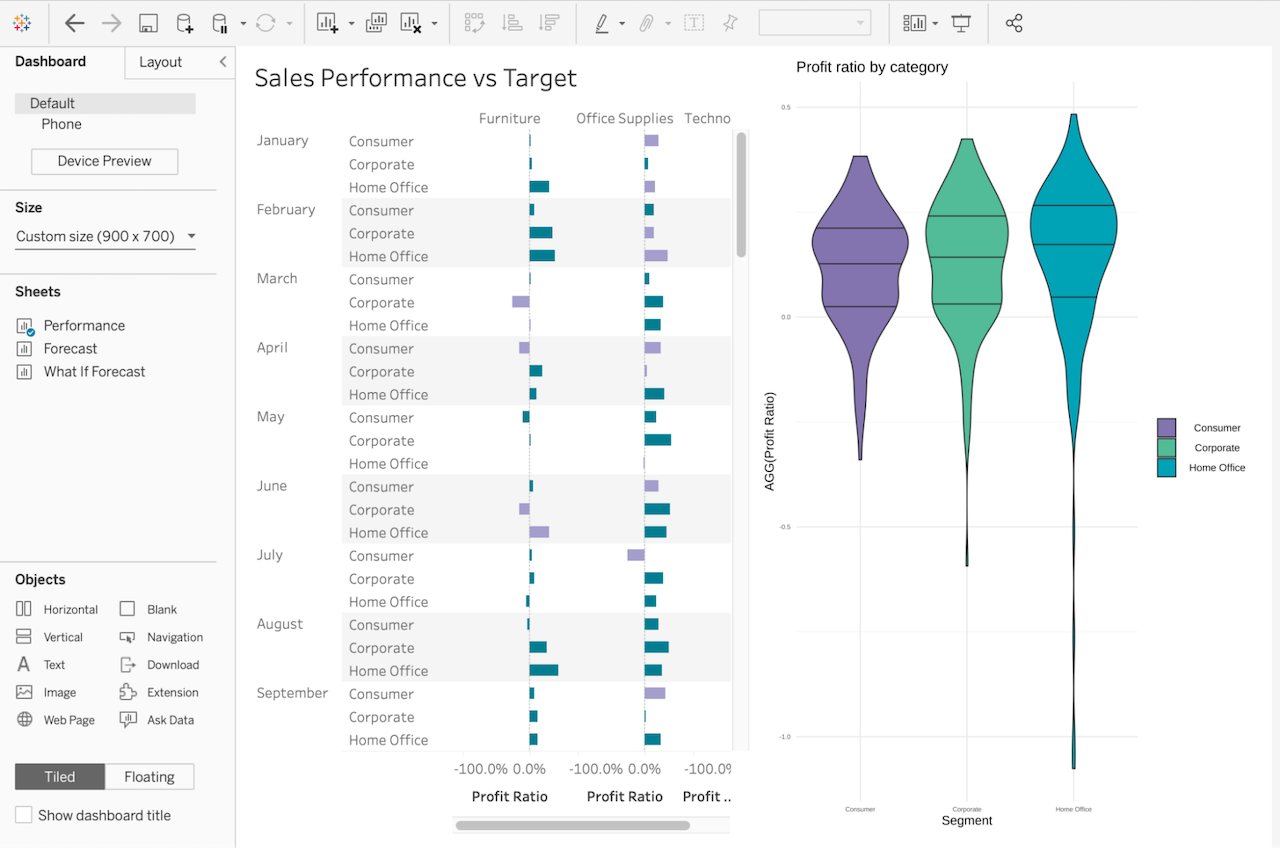 Dashboard
Layout
Default
Phone
Device Preview
Size
Custom size (900 x 700)
Sheets
Performance
Forecast
What If Forecast
Objects
Horizontal
Blank
Vertical
Navigation
A Text
Download
Image
Extension
Web Page
Ask Data
Tiled
Floating
Show dashboard title
Sales Performance vs Target
Furniture Office Supplies Techno
January Consumer
Corporate
Home Office
February Consumer
Corporate
Home Office
March Consumer
Corporate
Home Office
April Consumer
Corporate
Home Office
May Consumer
Corporate
Home Office
June Consumer
Corporate
Home Office
July Consumer
Corporate
Home Office
August Consumer
Corporate
Home Office
September Consumer
Corporate
Home Office
-100.0% 0.0% -100.0% 0.0% -100.0%
Profit Ratio Profit Ratio Profit ..
Profit ratio by category
0.5
0.0
-0.5
-1.0
AGG(Profit Ratio)
Consumer Corporate Home Office
Segment
Consumer
Corporate
Home Office